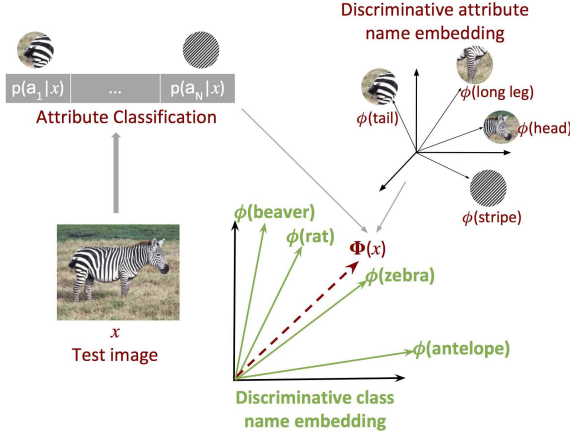 Discriminative attribute
name embedding
p(a₁|x)
...
p(a_N|x)
Attribute Classification
ϕ(tail)
ϕ(long leg)
ϕ(head)
ϕ(stripe)
ϕ(beaver)
ϕ(rat)
Φ(x)
ϕ(zebra)
ϕ(antelope)
x
Test image
Discriminative class
name embedding